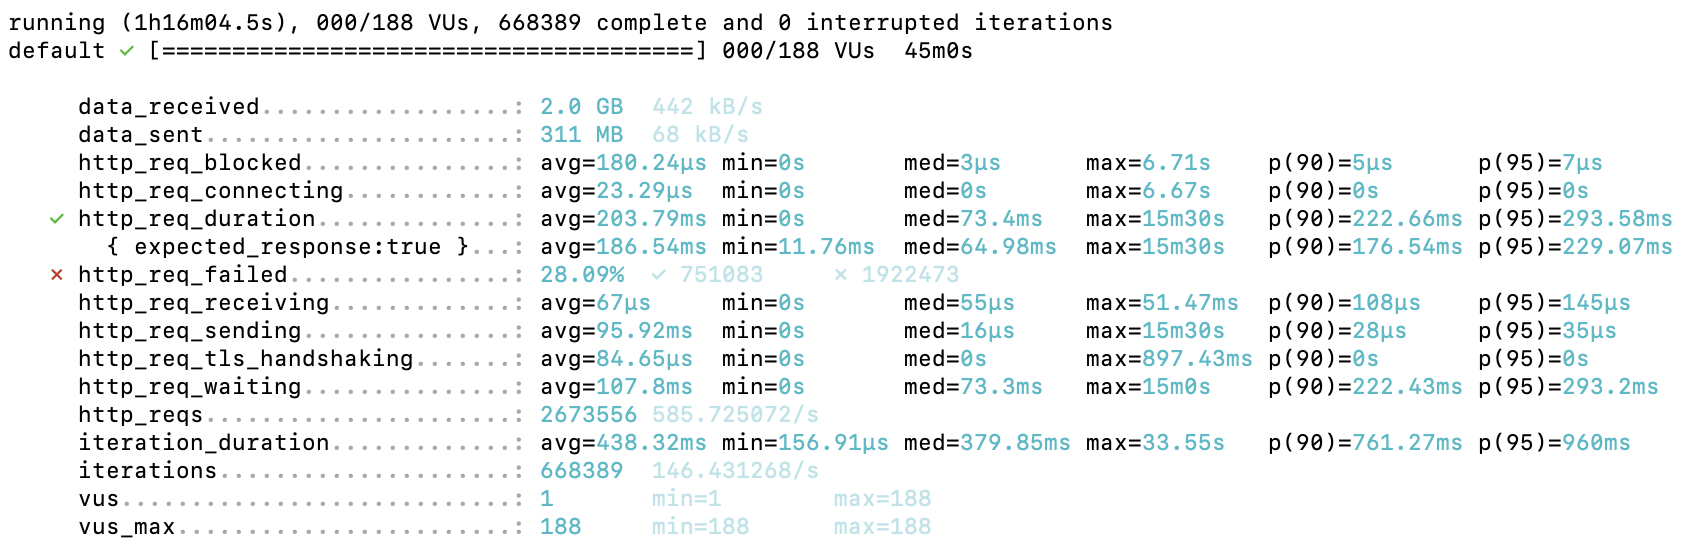 running (1h16m04.5s), 000/188 VUs, 668389 complete and 0 interrupted iterations
default ✓ [======================================] 000/188 VUs  45m0s

     data_received..................: 2.0 GB  442 kB/s
     data_sent......................: 311 MB  68 kB/s
     http_req_blocked...............: avg=180.24µs min=0s       med=3µs      max=6.71s    p(90)=5µs      p(95)=7µs
     http_req_connecting............: avg=23.29µs  min=0s       med=0s       max=6.67s    p(90)=0s       p(95)=0s
   ✓ http_req_duration..............: avg=203.79ms min=0s       med=73.4ms   max=15m30s   p(90)=222.66ms p(95)=293.58ms
       { expected_response:true }...: avg=186.54ms min=11.76ms  med=64.98ms  max=15m30s   p(90)=176.54ms p(95)=229.07ms
   ✗ http_req_failed................: 28.09%  ✓ 751083      ✗ 1922473
     http_req_receiving.............: avg=67µs     min=0s       med=55µs     max=51.47ms  p(90)=108µs    p(95)=145µs
     http_req_sending...............: avg=95.92ms  min=0s       med=16µs     max=15m30s   p(90)=28µs     p(95)=35µs
     http_req_tls_handshaking.......: avg=84.65µs  min=0s       med=0s       max=897.43ms p(90)=0s       p(95)=0s
     http_req_waiting...............: avg=107.8ms  min=0s       med=73.3ms   max=15m0s    p(90)=222.43ms p(95)=293.2ms
     http_reqs......................: 2673556 585.725072/s
     iteration_duration.............: avg=438.32ms min=156.91µs med=379.85ms max=33.55s   p(90)=761.27ms p(95)=960ms
     iterations.....................: 668389  146.431268/s
     vus............................: 1       min=1        max=188
     vus_max........................: 188     min=188      max=188